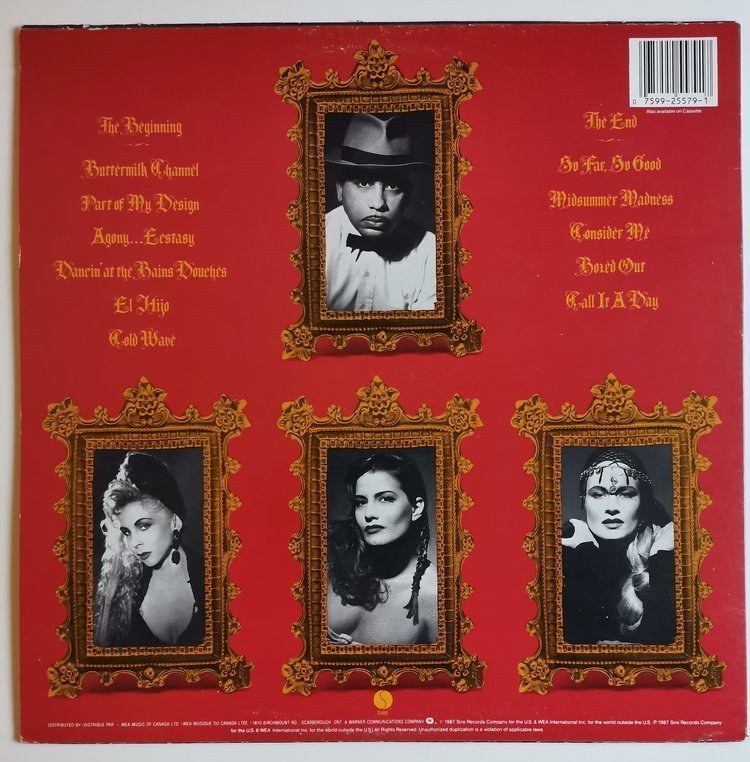 0 7599-25579-1
Also available on Cassette
The Beginning
Buttermilk Channel
Part of My Design
Agony...Ecstasy
Dancin' at the Bains Douches
El Hijo
Cold Wave
The End
So Far, So Good
Midsummer Madness
Consider Me
Boxed Out
Call It A Day
SIRE
DISTRIBUTED BY / DISTRIBUE PAR - WEA MUSIC OF CANADA LTD / WEA MUSIQUE DU CANADA LTEE / 1810 BIRCHMOUNT RD., SCARBOROUGH, ONT. A WARNER COMMUNICATIONS COMPANY. © 1987 Sire Records Company for the U.S. & WEA International Inc. for the world outside the U.S. P 1987 Sire Records Company
for the U.S. & WEA International Inc. for the world outside the U.S. All Rights Reserved. Unauthorized duplication is a violation of applicable laws